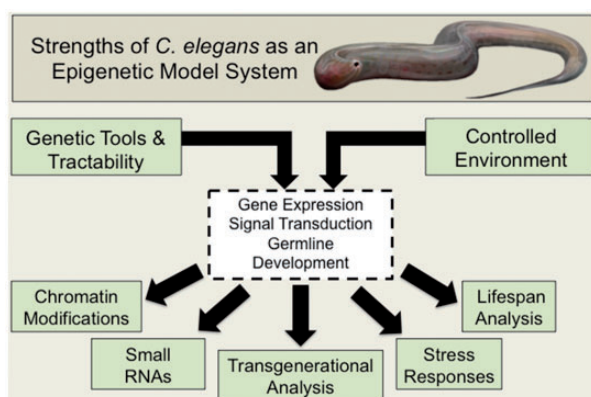 Strengths of C. elegans as an
Epigenetic Model System
Genetic Tools &
Tractability
Controlled
Environment
Gene Expression
Signal Transduction
Germline
Development
Chromatin
Modifications
Small
RNAs
Transgenerational
Analysis
Stress
Responses
Lifespan
Analysis